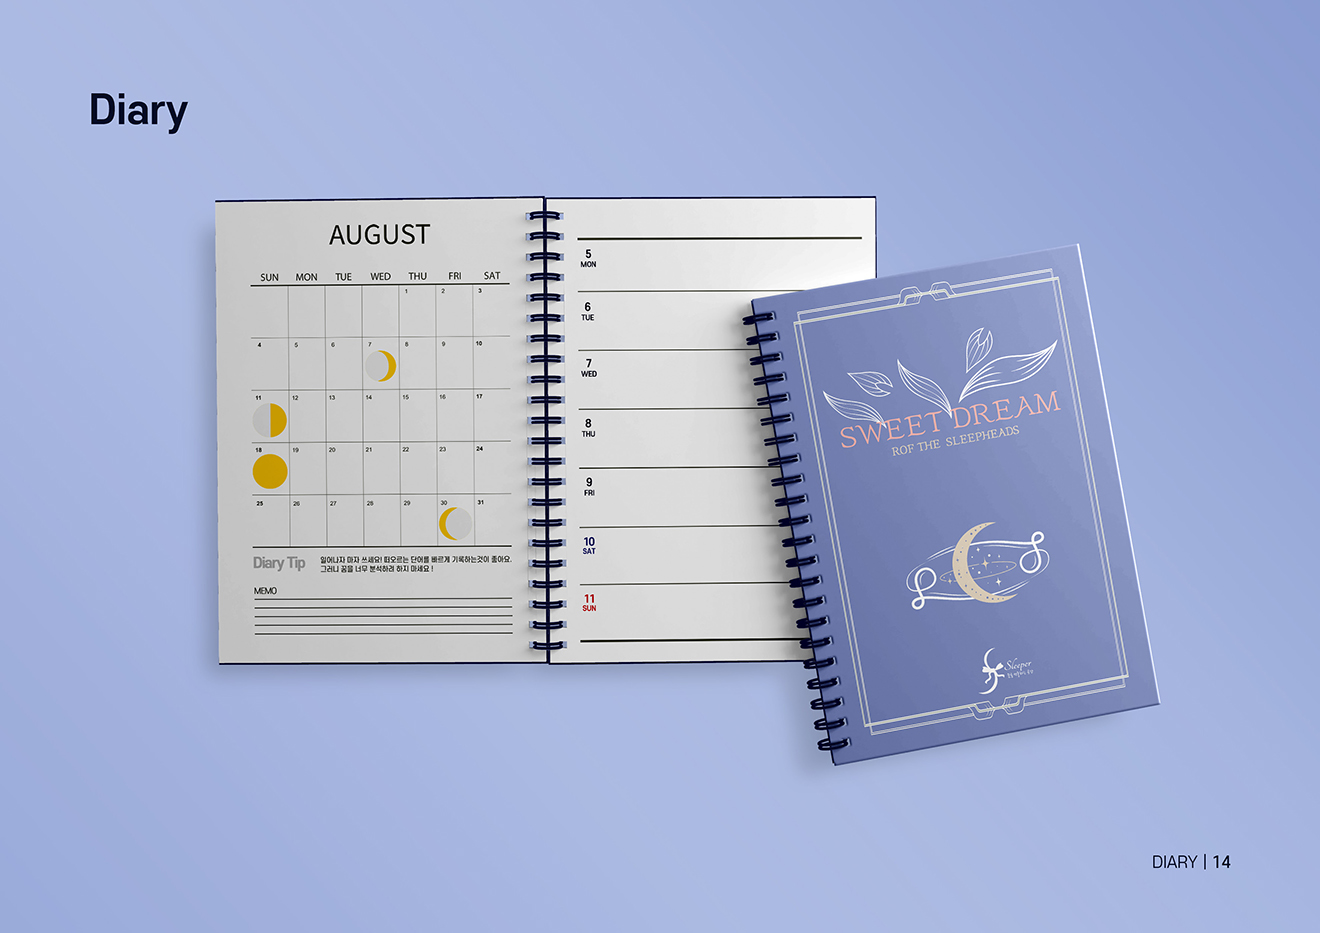 Diary
AUGUST
SUN MON TUE WED THU FRI SAT
1 2 3
4 5 6 7 8 9 10
11 12 13 14 15 16 17
18 19 20 21 22 23 24
25 26 27 28 29 30 31
Diary Tip
일어나자 마자 쓰세요! 떠오르는 단어를 빠르게 기록하는것이 좋아요.
그러니 꿈을 너무 분석하려 하지 마세요 !
MEMO
5
MON
6
TUE
7
WED
8
THU
9
FRI
10
SAT
11
SUN
SWEET DREAM
ROF THE SLEEPHEADS
Sleeper
DIARY | 14